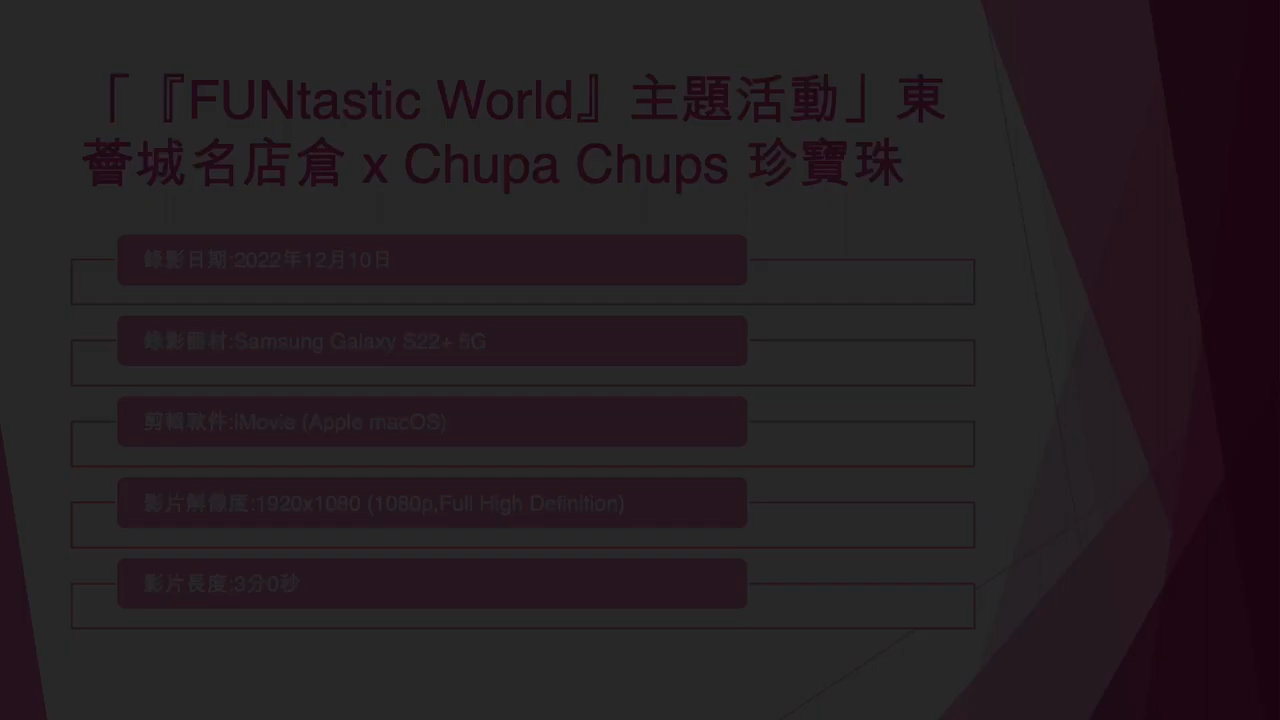 「『FUNtastic World』主題活動」東
薈城名店倉 x Chupa Chups 珍寶珠
錄影日期:2022年12月10日
錄影器材:Samsung Galaxy S22+ 5G
剪輯軟件:iMovie (Apple macOS)
影片解像度:1920x1080 (1080p,Full High Definition)
影片長度:3分0秒